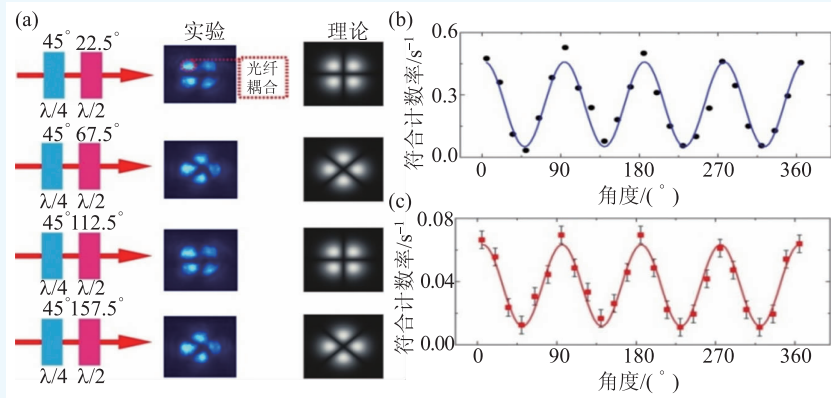 (a)
实验
理论
45° 22.5°
λ/4 λ/2
光纤
耦合
45° 67.5°
λ/4 λ/2
45° 112.5°
λ/4 λ/2
45° 157.5°
λ/4 λ/2
(b)
符合计数率/s⁻¹
0.6
0.3
0.0
0 90 180 270 360
角度/(°)
(c)
符合计数率/s⁻¹
0.08
0.04
0.00
0 90 180 270 360
角度/(°)